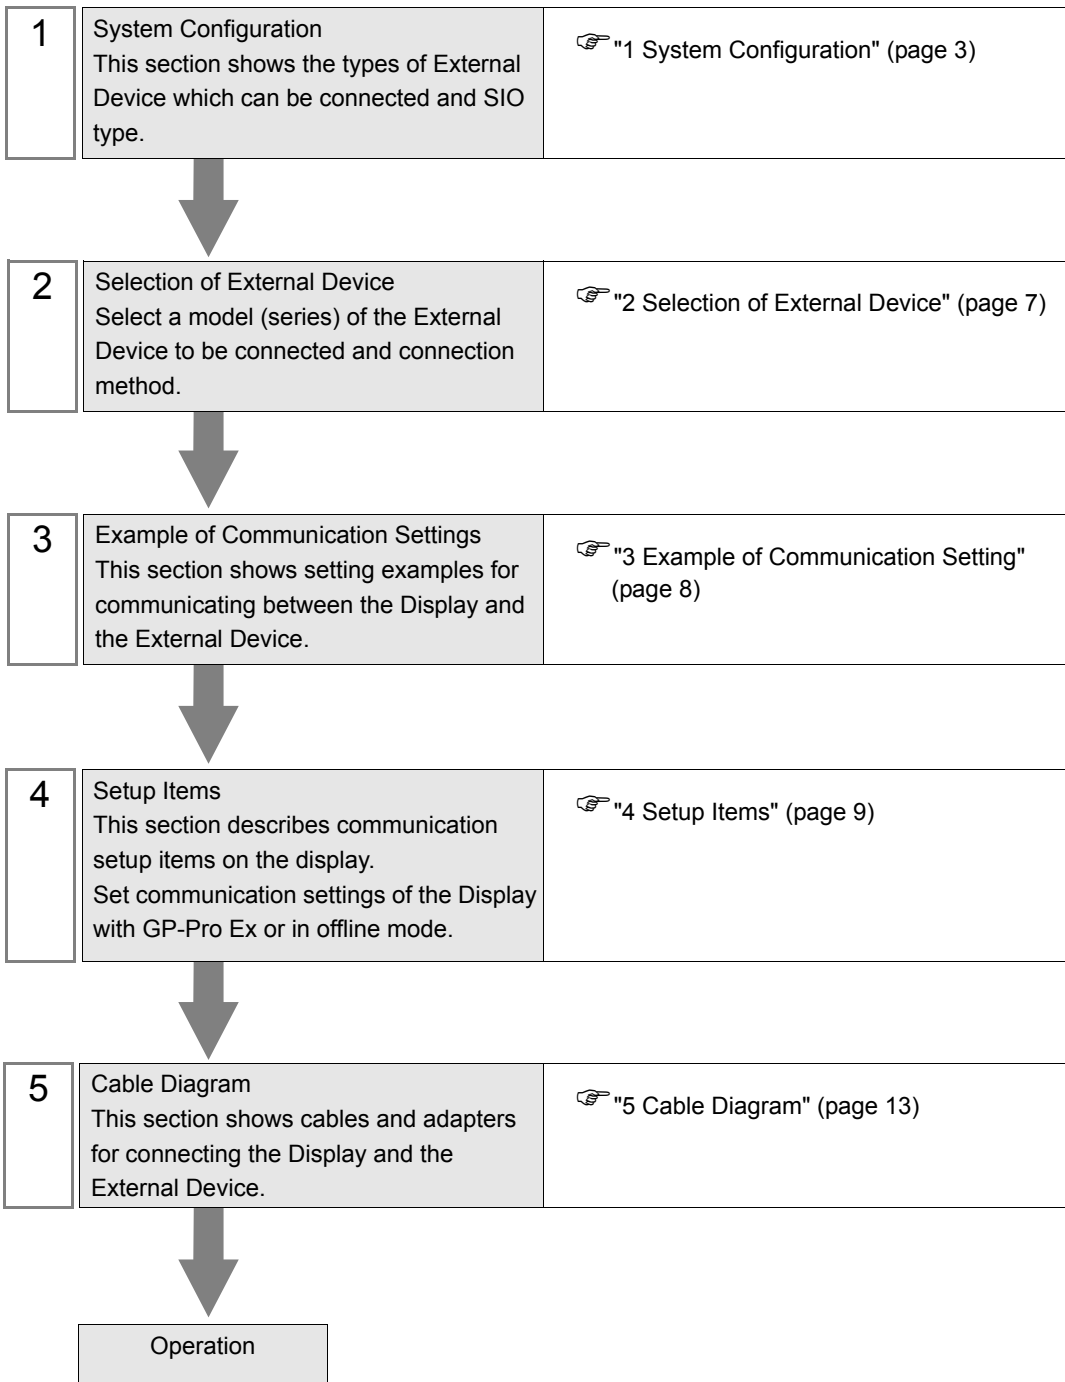 1
System Configuration
This section shows the types of External
Device which can be connected and SIO
type.
"1 System Configuration" (page 3)
2
Selection of External Device
Select a model (series) of the External
Device to be connected and connection
method.
"2 Selection of External Device" (page 7)
3
Example of Communication Settings
This section shows setting examples for
communicating between the Display and
the External Device.
"3 Example of Communication Setting"
(page 8)
4
Setup Items
This section describes communication
setup items on the display.
Set communication settings of the Display
with GP-Pro Ex or in offline mode.
"4 Setup Items" (page 9)
5
Cable Diagram
This section shows cables and adapters
for connecting the Display and the
External Device.
"5 Cable Diagram" (page 13)
Operation